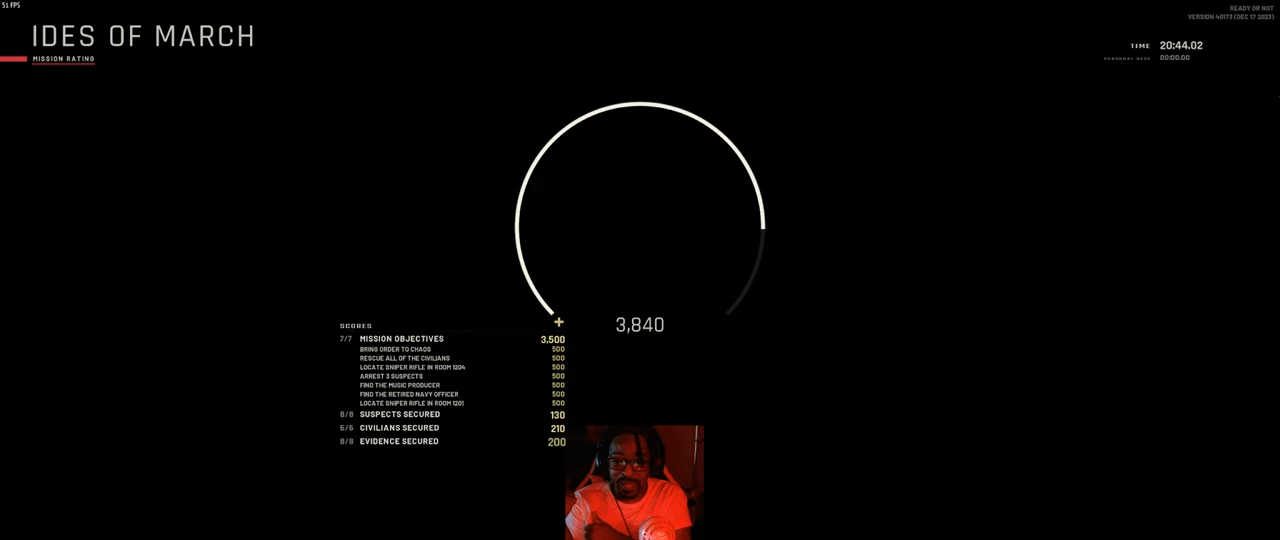 51 FPS
READY OR NOT
VERSION 40173 (DEC 17 2023)
IDES OF MARCH
MISSION RATING
TIME 20:44.02
PERSONAL BEST 00:00.00
3,840
SCORES +
7/7 MISSION OBJECTIVES 3,500
BRING ORDER TO CHAOS 500
RESCUE ALL OF THE CIVILIANS 500
LOCATE SNIPER RIFLE IN ROOM 1204 500
ARREST 3 SUSPECTS 500
FIND THE MUSIC PRODUCER 500
FIND THE RETIRED NAVY OFFICER 500
LOCATE SNIPER RIFLE IN ROOM 1201 500
8/8 SUSPECTS SECURED 130
6/6 CIVILIANS SECURED 210
8/8 EVIDENCE SECURED 200